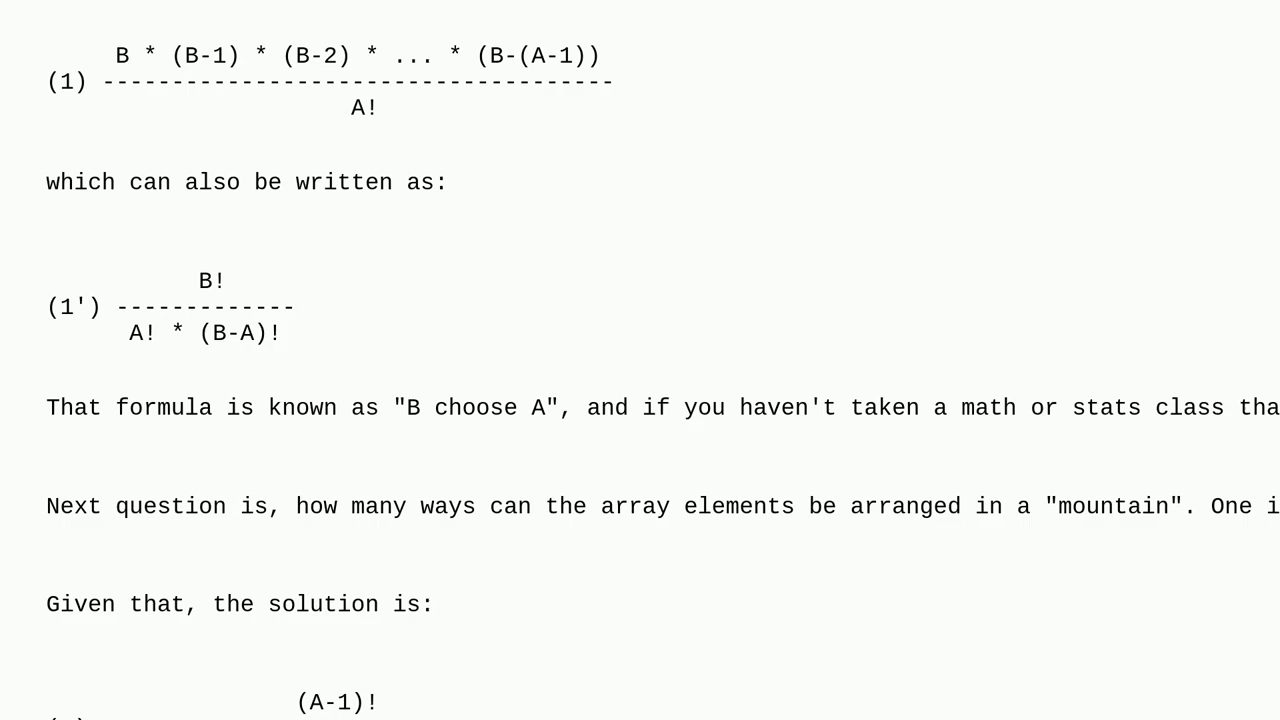 B * (B-1) * (B-2) * ... * (B-(A-1))
(1) -------------------------------------
A!
which can also be written as:
B!
(1') -------------
A! * (B-A)!
That formula is known as "B choose A", and if you haven't taken a math or stats class tha
Next question is, how many ways can the array elements be arranged in a "mountain". One i
Given that, the solution is:
(A-1)!